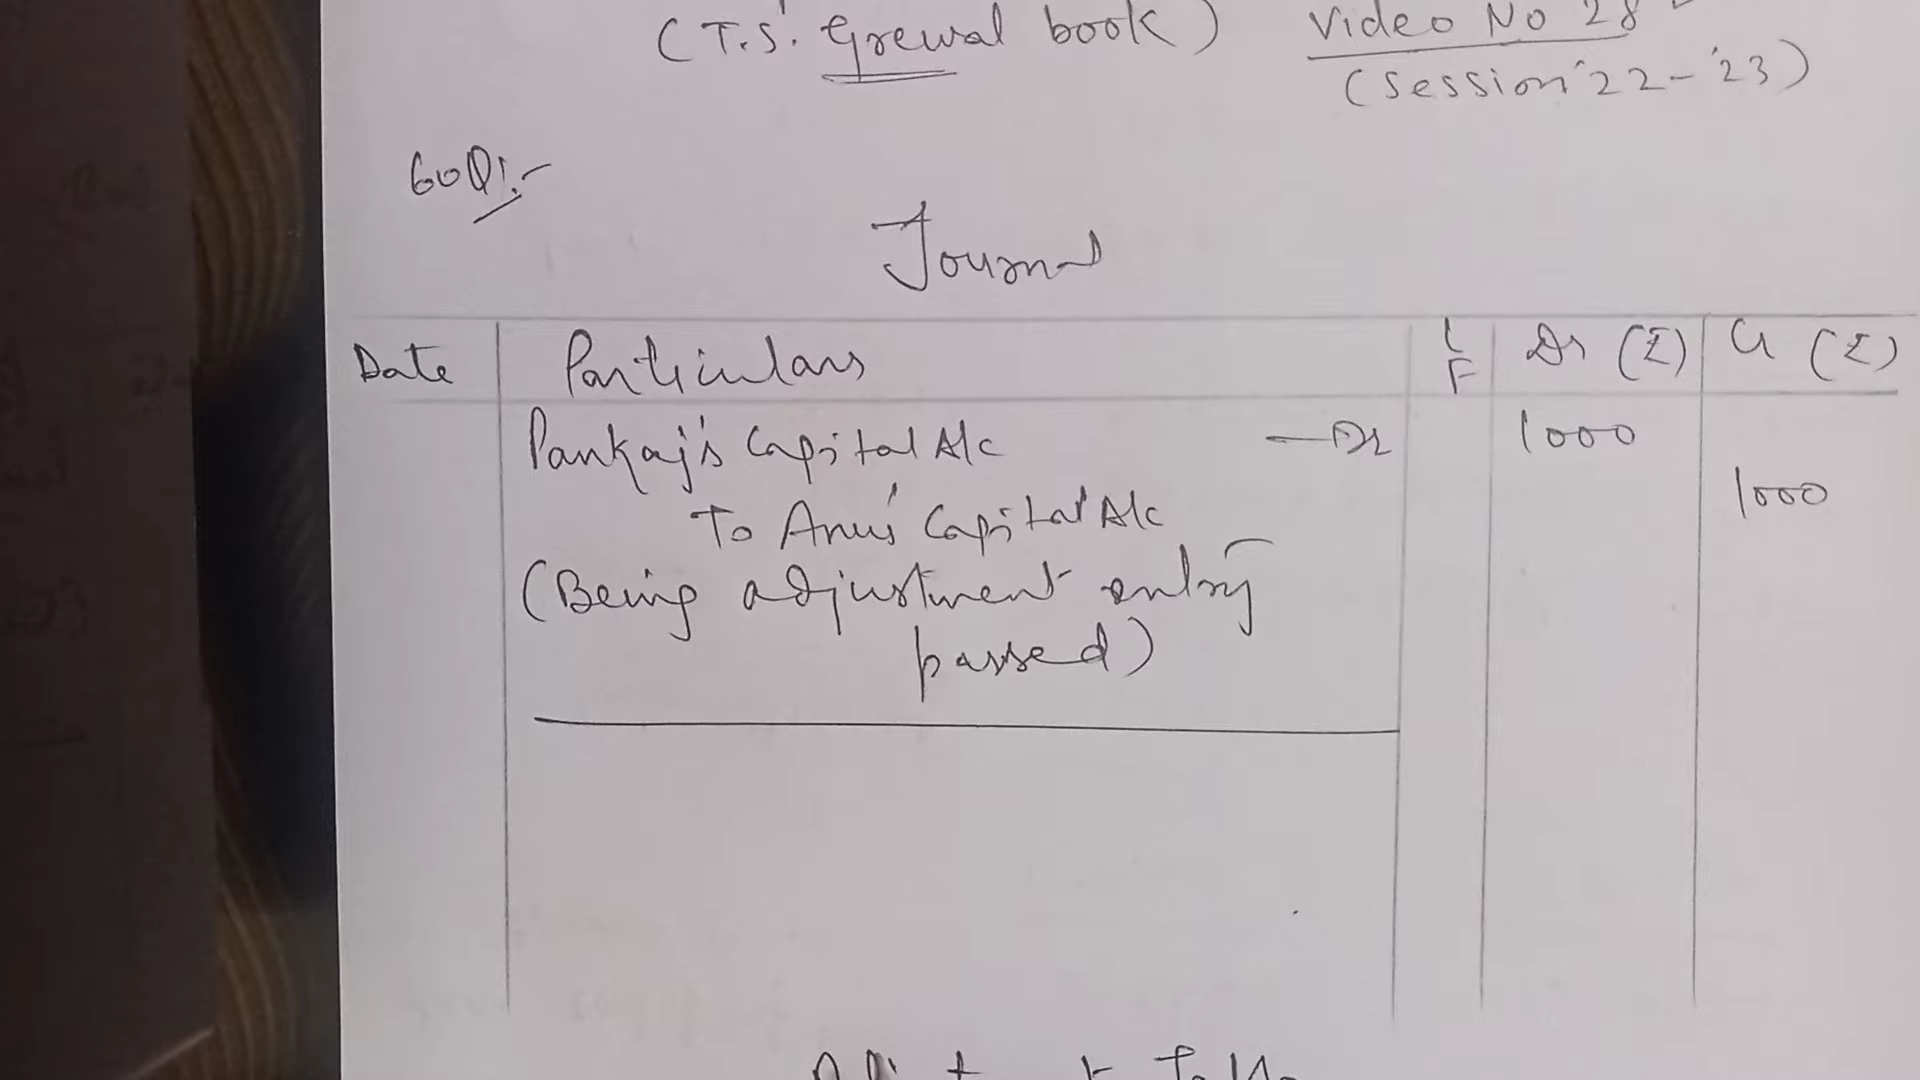 (T.S. Grewal book) Video No 28
(Session '22-'23)
60 Q:-
Journal
Date Particulars L F Dr (₹) Cr (₹)
Pankaj's Capital A/c —Dr 1000
To Anu's Capital A/c 1000
(Being adjustment entry
passed)